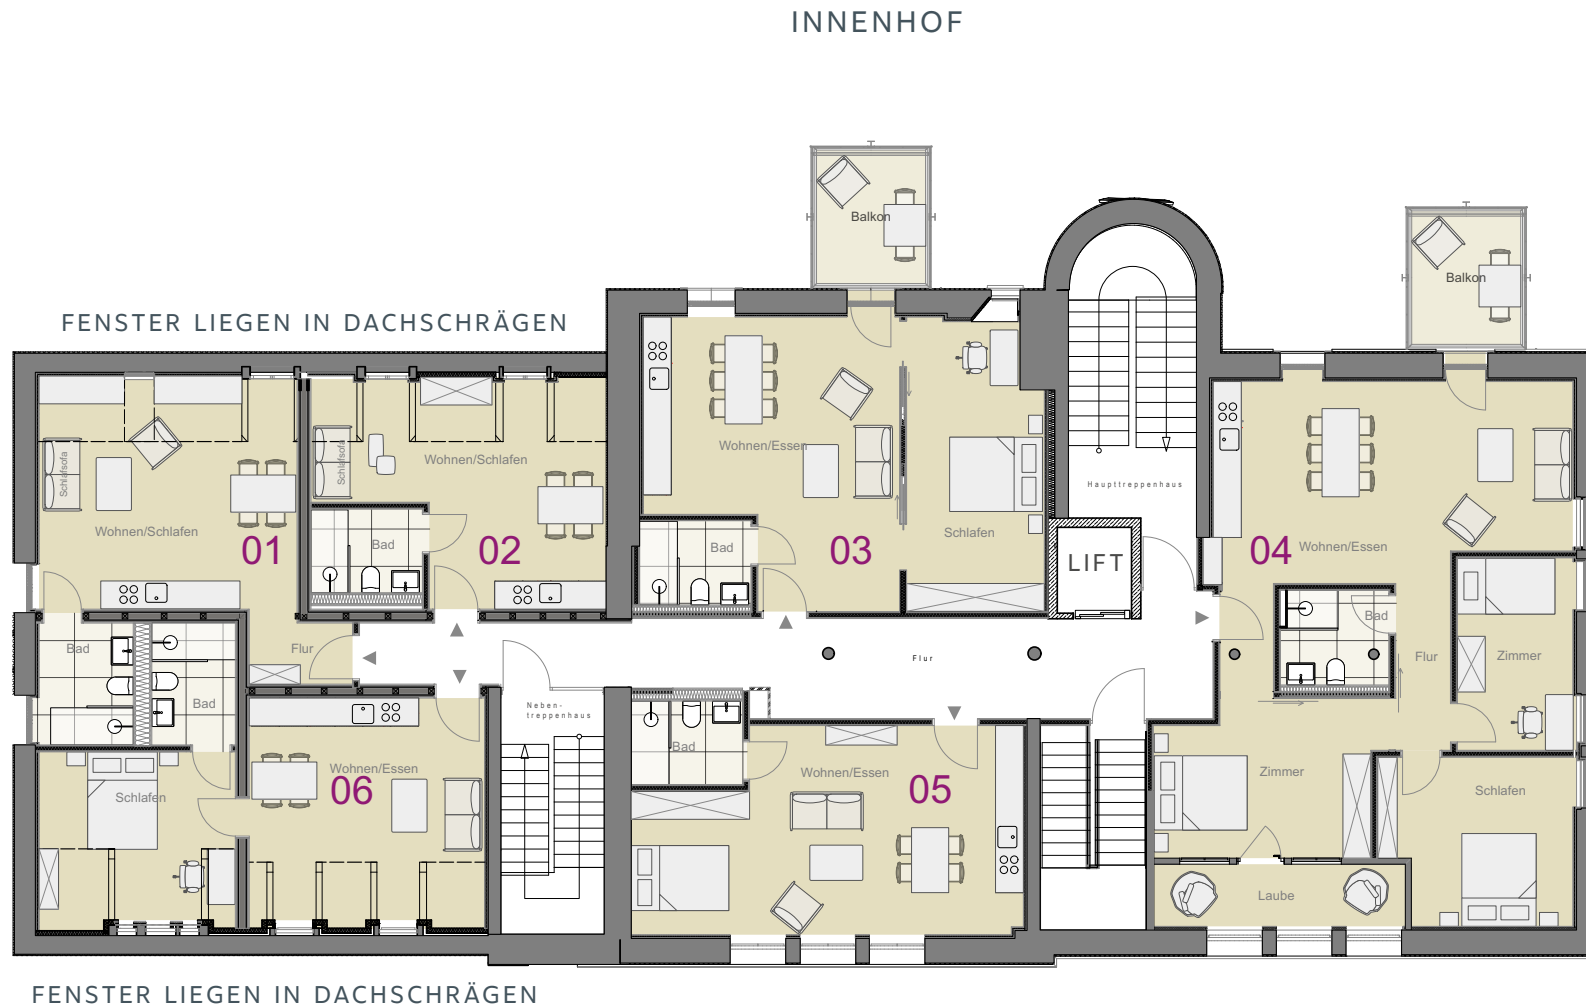 INNENHOF
Balkon
Balkon
FENSTER LIEGEN IN DACHSCHRÄGEN
Schlafsofa
Wohnen/Schlafen
01
Schlafsofa
Wohnen/Schlafen
Bad
02
Wohnen/Essen
Bad
03
Schlafen
Haupttreppenhaus
LIFT
04
Wohnen/Essen
Bad
Flur
Zimmer
Flur
Flur
Bad
Bad
Schlafen
Wohnen/Essen
06
Neben-
treppenhaus
Bad
Wohnen/Essen
05
Zimmer
Schlafen
Laube
FENSTER LIEGEN IN DACHSCHRÄGEN